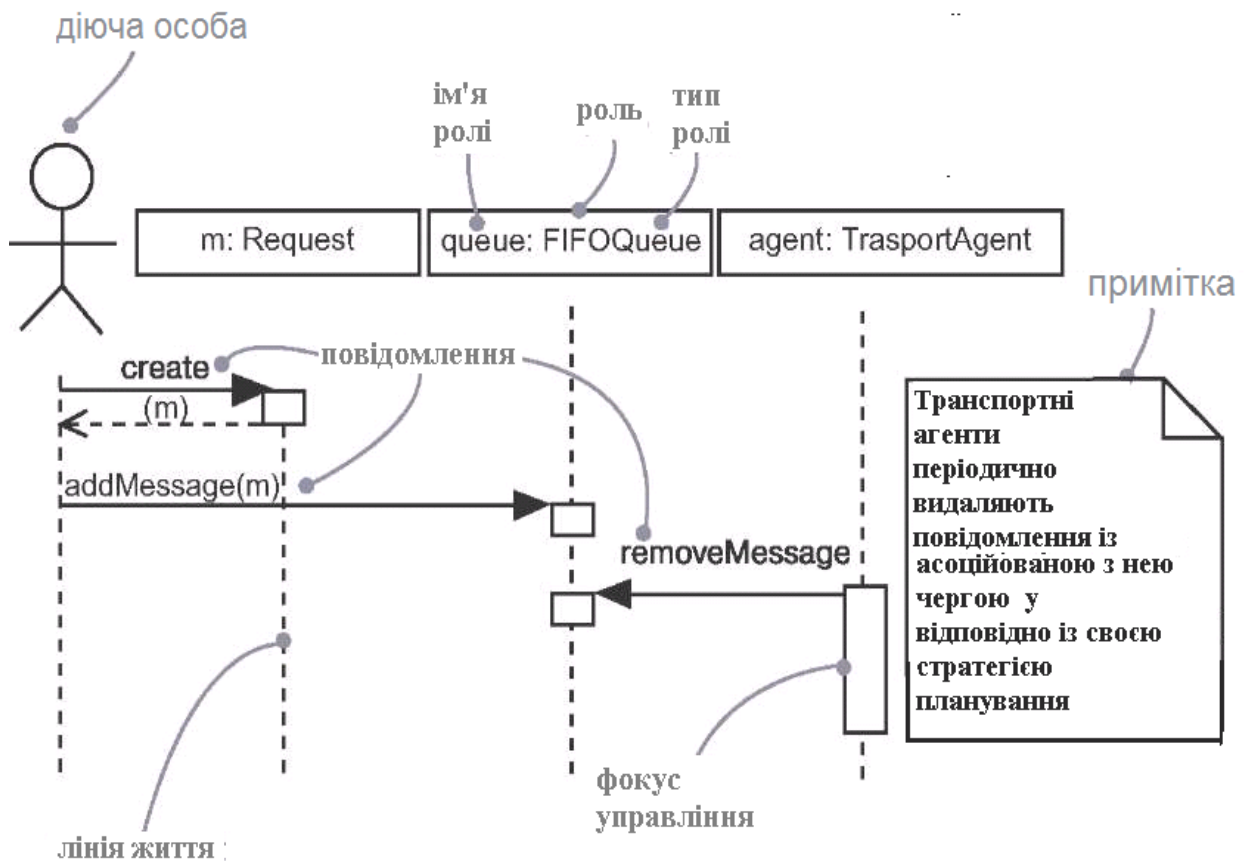 діюча особа
ім'я
ролі
роль
тип
ролі
m: Request
queue: FIFOQueue
agent: TrasportAgent
примітка
повідомлення
create
(m)
addMessage(m)
removeMessage
Транспортні
агенти
періодично
видаляють
повідомлення із
асоційованою з нею
чергою у
відповідно із своєю
стратегією
планування
фокус
управління
лінія життя